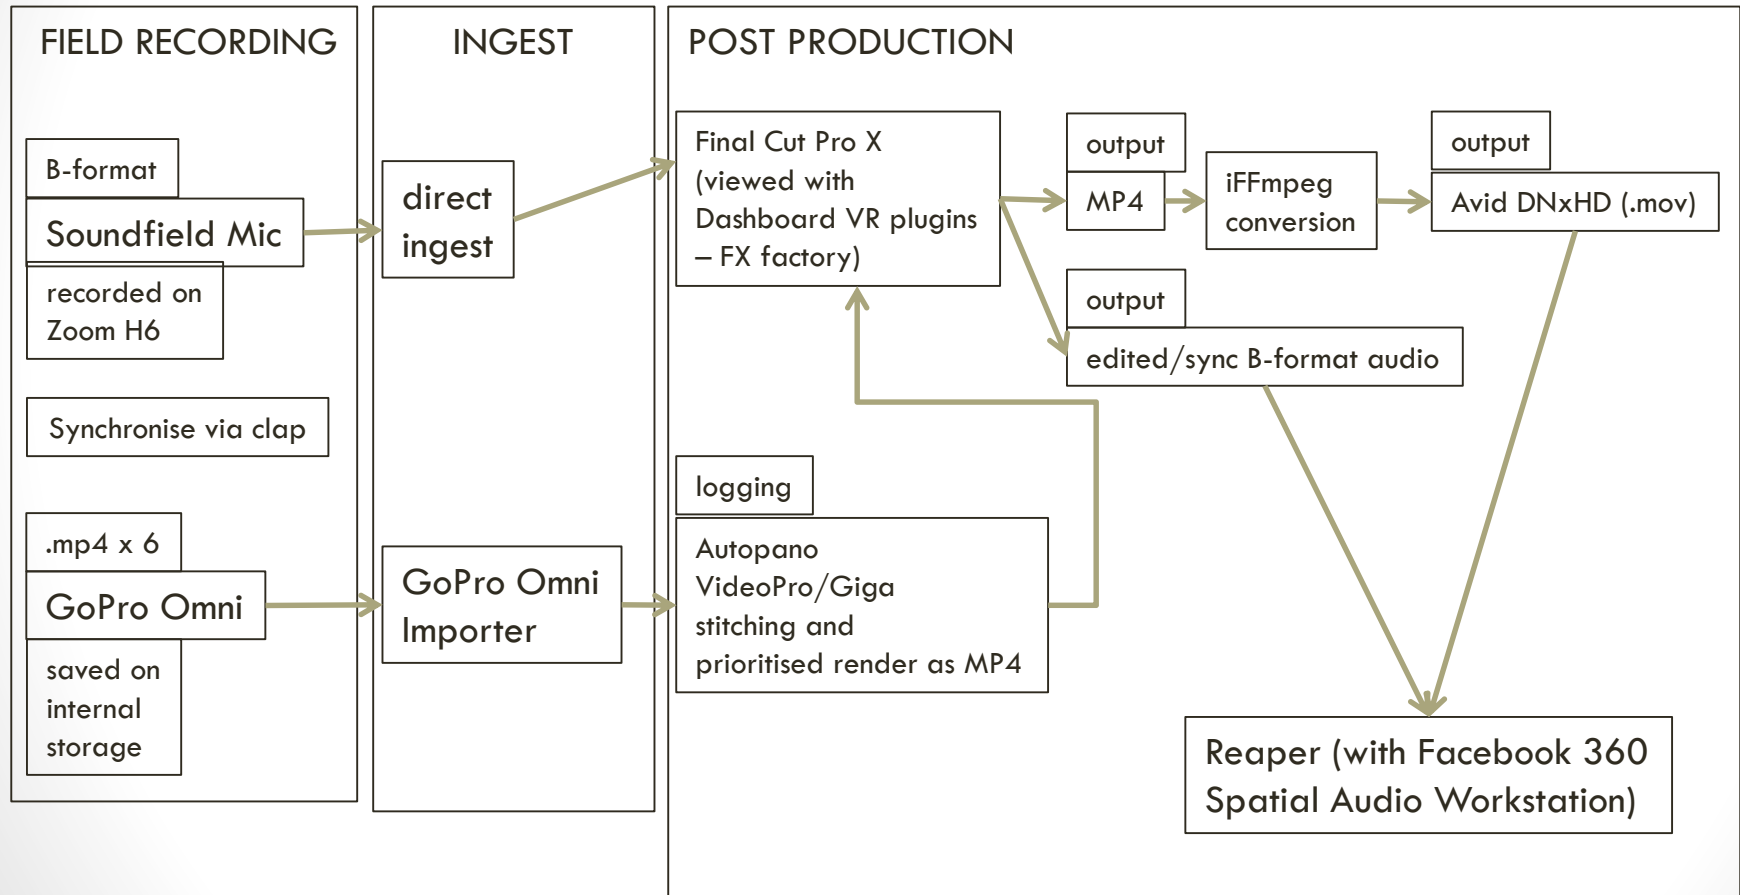 FIELD RECORDING
B-format
Soundfield Mic
recorded on
Zoom H6
Synchronise via clap
.mp4 x 6
GoPro Omni
saved on
internal
storage
INGEST
direct
ingest
GoPro Omni
Importer
POST PRODUCTION
Final Cut Pro X
(viewed with
Dashboard VR plugins
– FX factory)
output
MP4
iFFmpeg
conversion
output
Avid DNxHD (.mov)
output
edited/sync B-format audio
logging
Autopano
VideoPro/Giga
stitching and
prioritised render as MP4
Reaper (with Facebook 360
Spatial Audio Workstation)